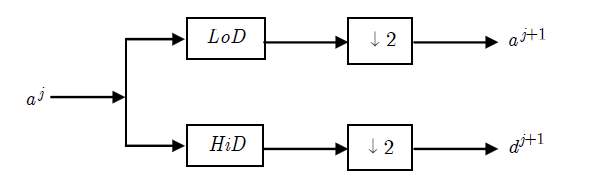 LoD
↓ 2
a^{j+1}
a^{j}
HiD
↓ 2
d^{j+1}